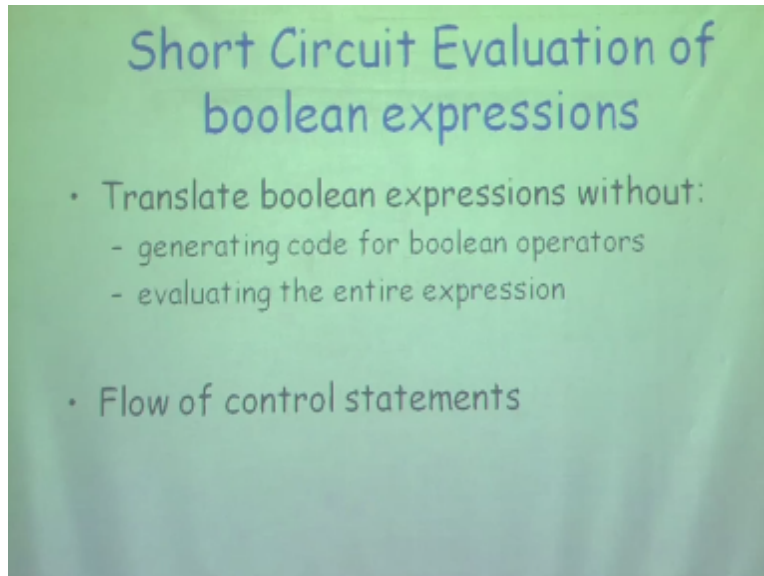 Short Circuit Evaluation of
boolean expressions
• Translate boolean expressions without:
- generating code for boolean operators
- evaluating the entire expression
• Flow of control statements